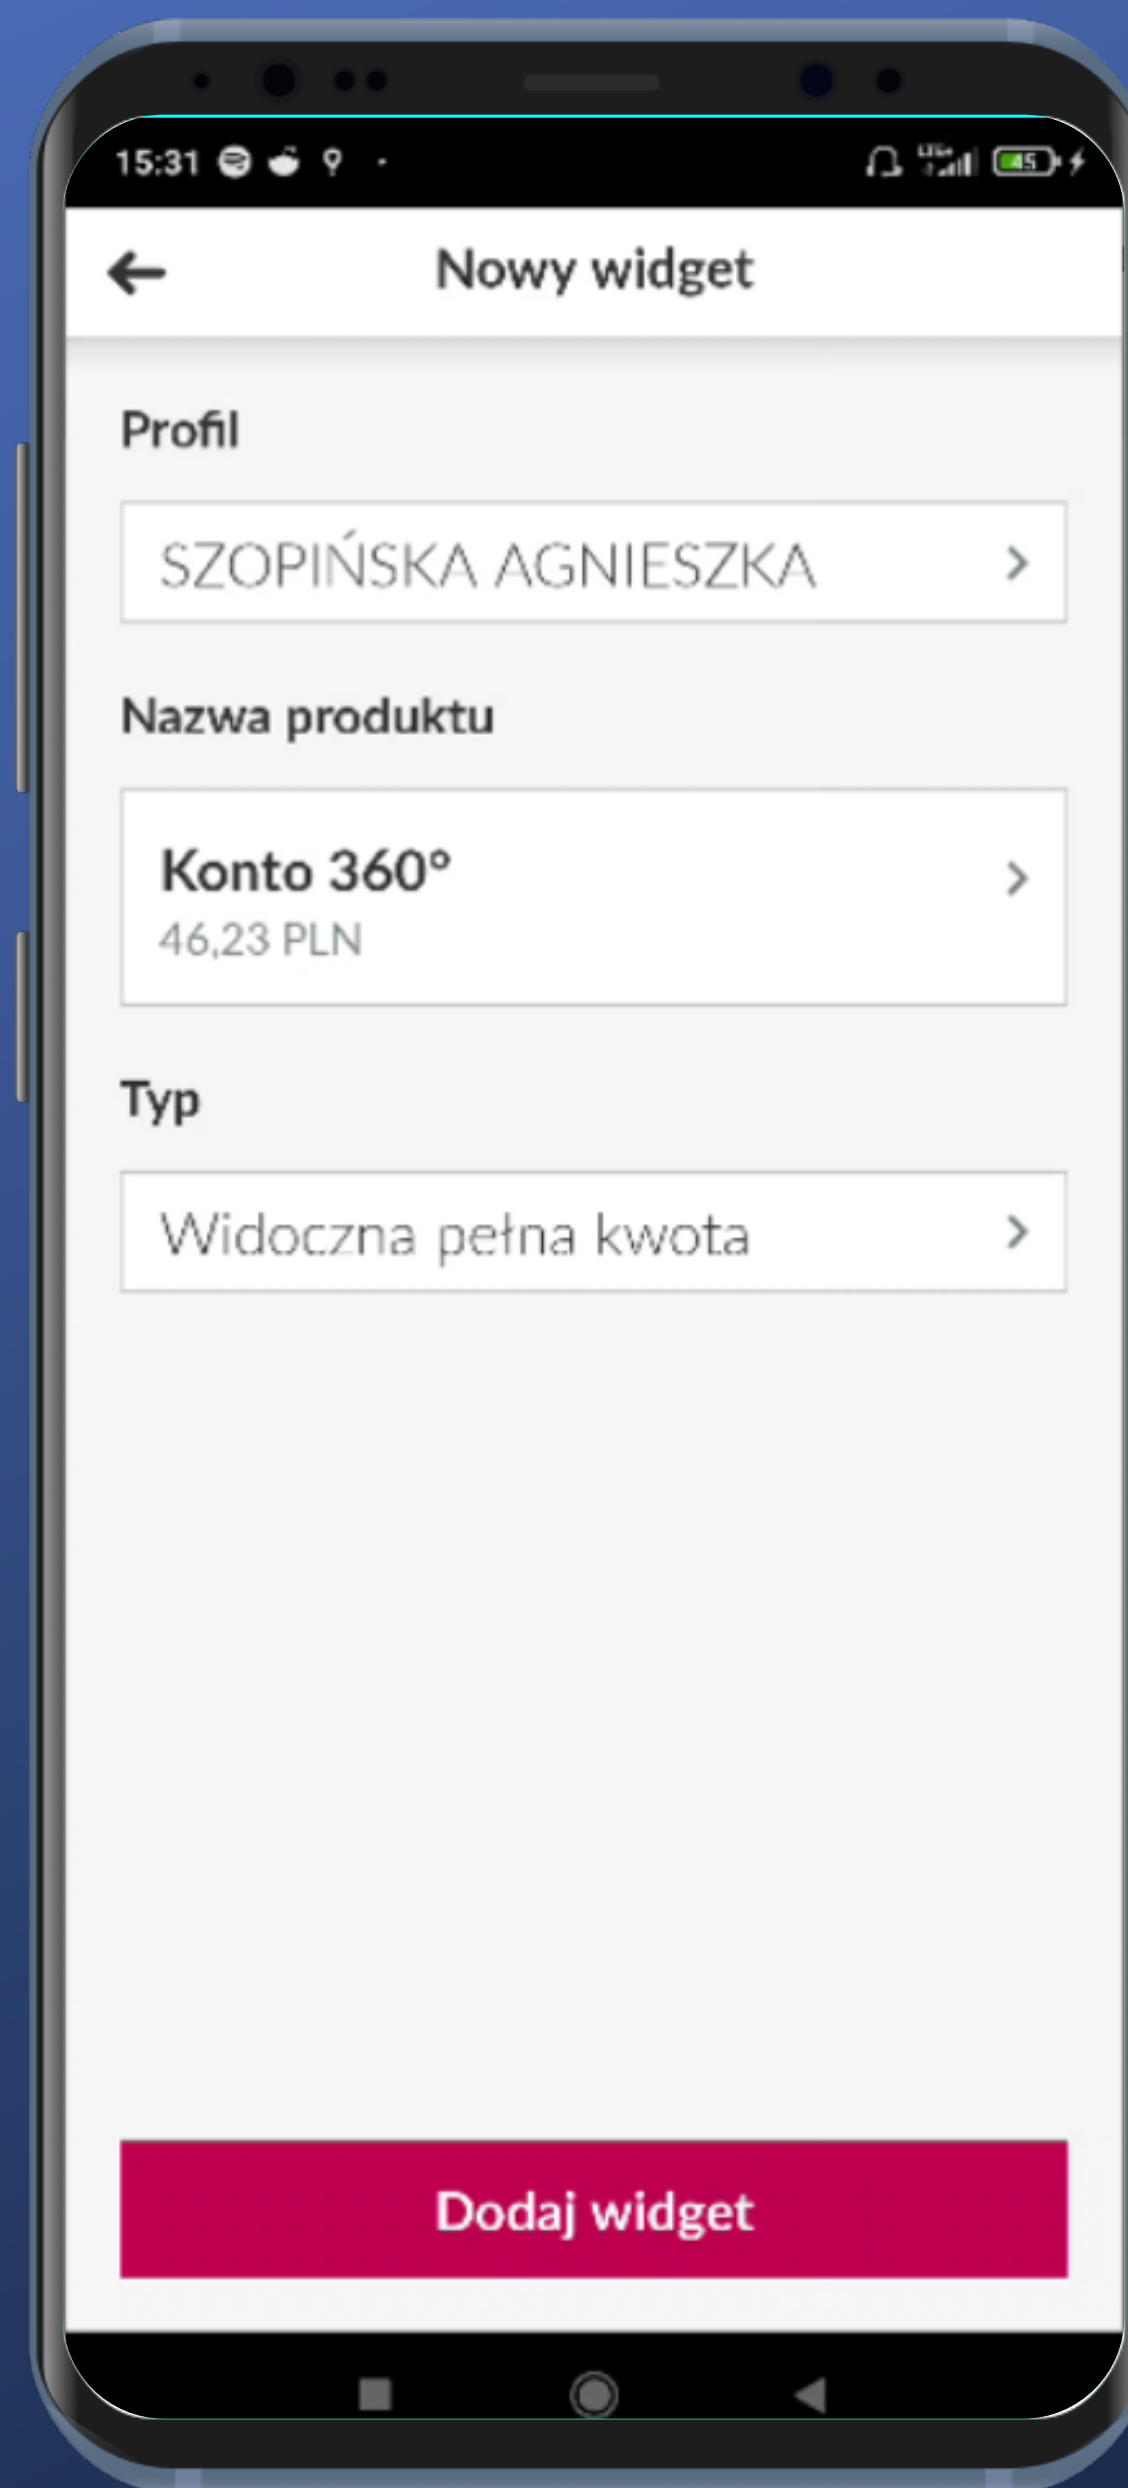 15:31
45
Nowy widget
Profil
SZOPIŃSKA AGNIESZKA
Nazwa produktu
Konto 360°
46,23 PLN
Typ
Widoczna pełna kwota
Dodaj widget